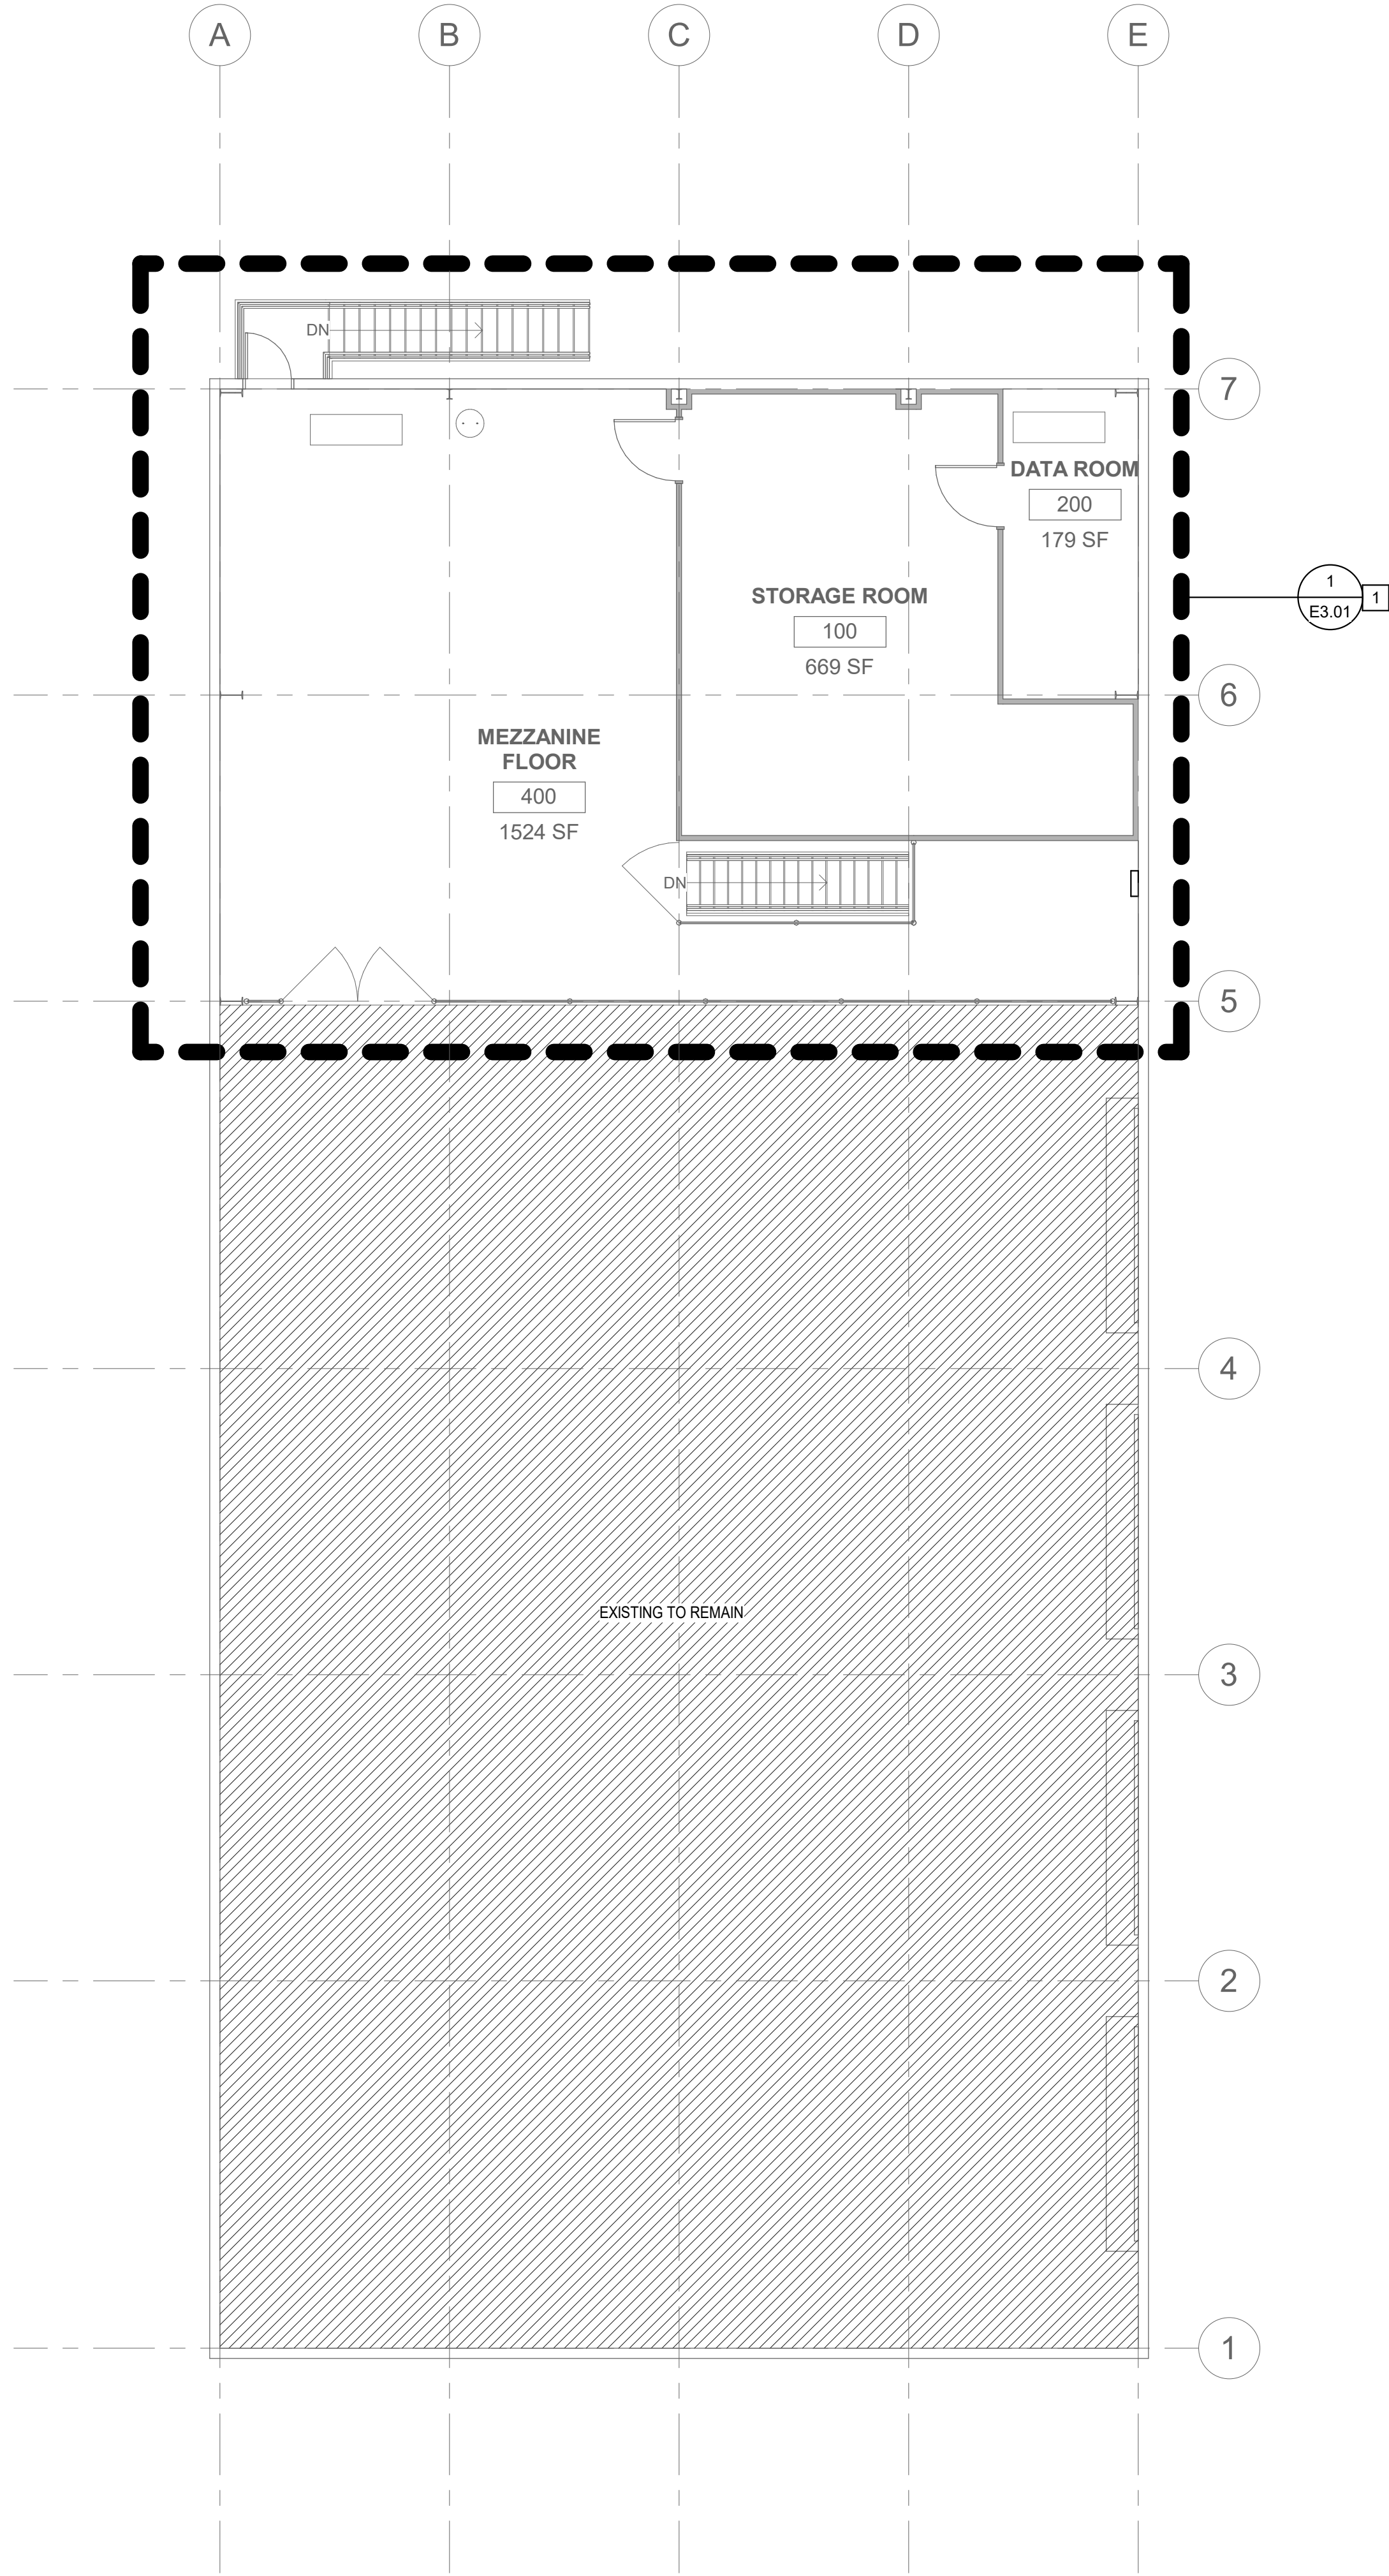 A
B
C
D
E
DN
7
DATA ROOM
200
179 SF
STORAGE ROOM
100
669 SF
1
E3.01
1
6
MEZZANINE
FLOOR
400
1524 SF
DN
5
4
EXISTING TO REMAIN
3
2
1